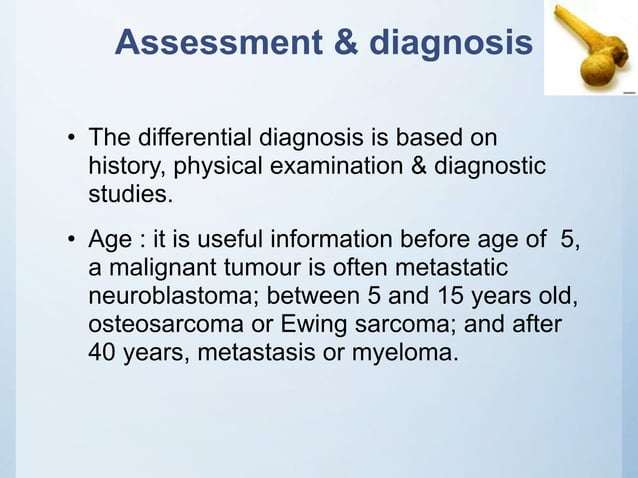 Assessment & diagnosis
• The differential diagnosis is based on
history, physical examination & diagnostic
studies.
• Age : it is useful information before age of 5,
a malignant tumour is often metastatic
neuroblastoma; between 5 and 15 years old,
osteosarcoma or Ewing sarcoma; and after
40 years, metastasis or myeloma.